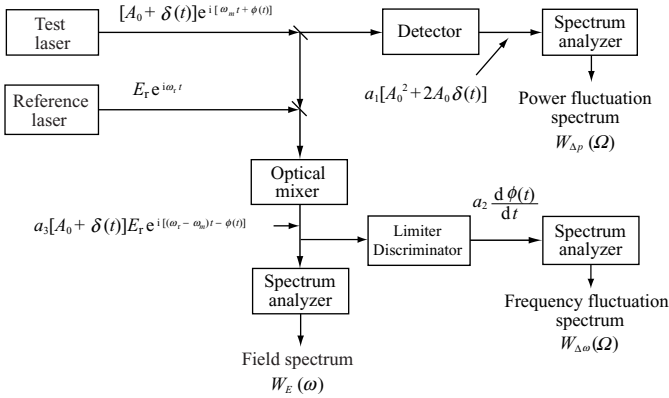 [A₀ + δ(t)]e^{i[ω_m t + ϕ(t)]}
Test
laser
Detector
Spectrum
analyzer
a₁[A₀² + 2A₀δ(t)]
Reference
laser
E_r e^{iω_r t}
Power fluctuation
spectrum
W_{Δp}(Ω)
Optical
mixer
a₃[A₀ + δ(t)]E_r e^{i[(ω_r − ω_m)t − ϕ(t)]}
a₂ dϕ(t)/dt
Limiter
Discriminator
Spectrum
analyzer
Spectrum
analyzer
Frequency fluctuation
spectrum
W_{Δω}(Ω)
Field spectrum
W_E(ω)